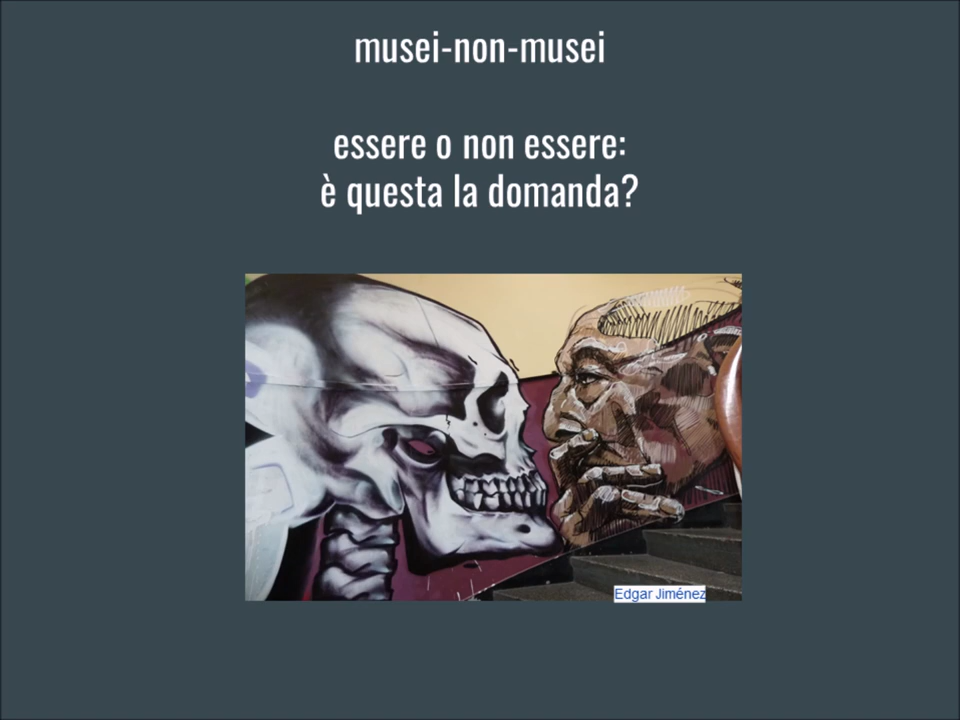 musei-non-musei
essere o non essere:
è questa la domanda?
Edgar Jiménez